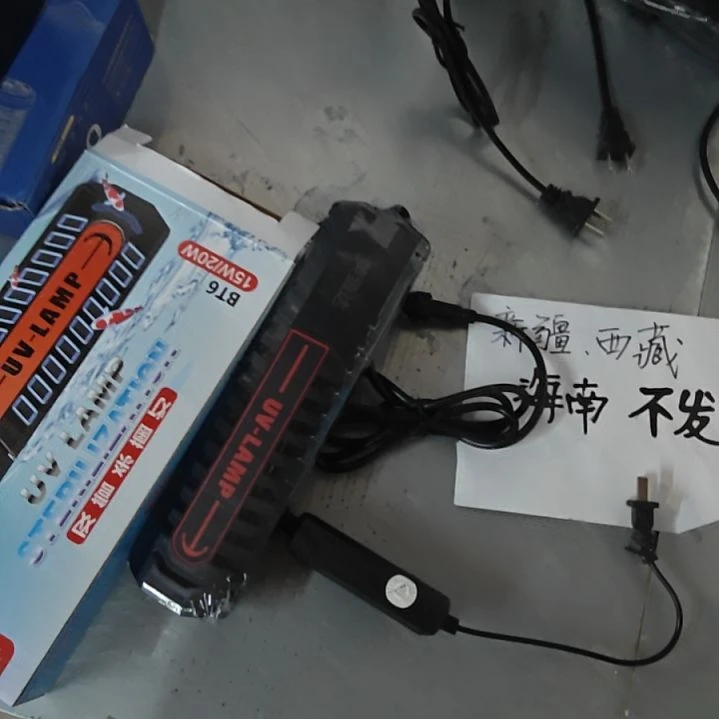 15W/20W
BT6
UV-LAMP
UV LAMP
STERILIZATION
UV-LAMP
新疆、西藏
海南 不发